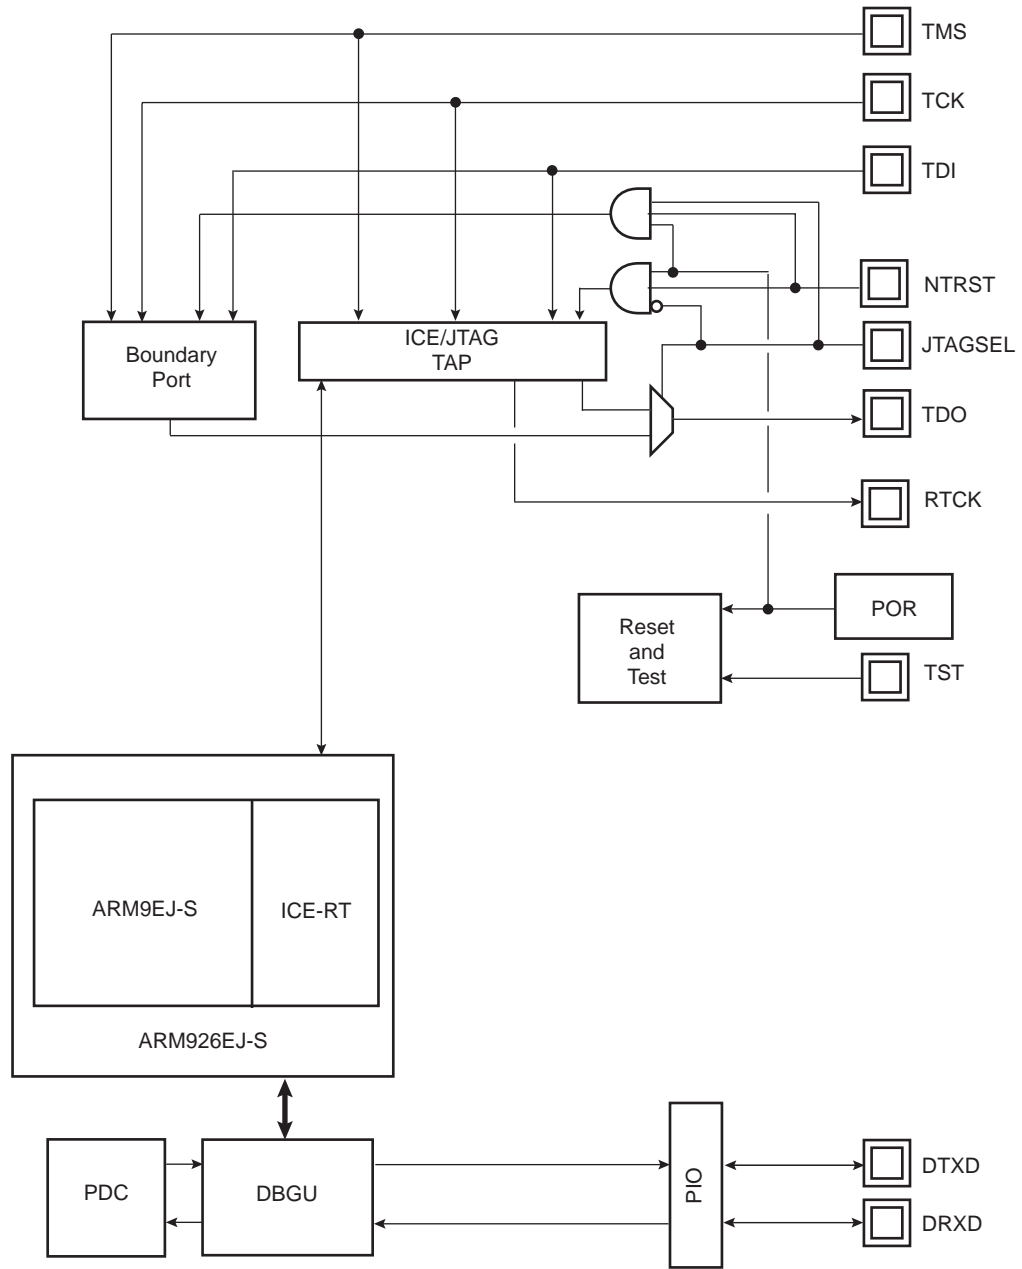 TMS
TCK
TDI
NTRST
JTAGSEL
Boundary
Port
ICE/JTAG
TAP
TDO
RTCK
POR
Reset
and
Test
TST
ARM9EJ-S
ICE-RT
ARM926EJ-S
PDC
DBGU
PIO
DTXD
DRXD